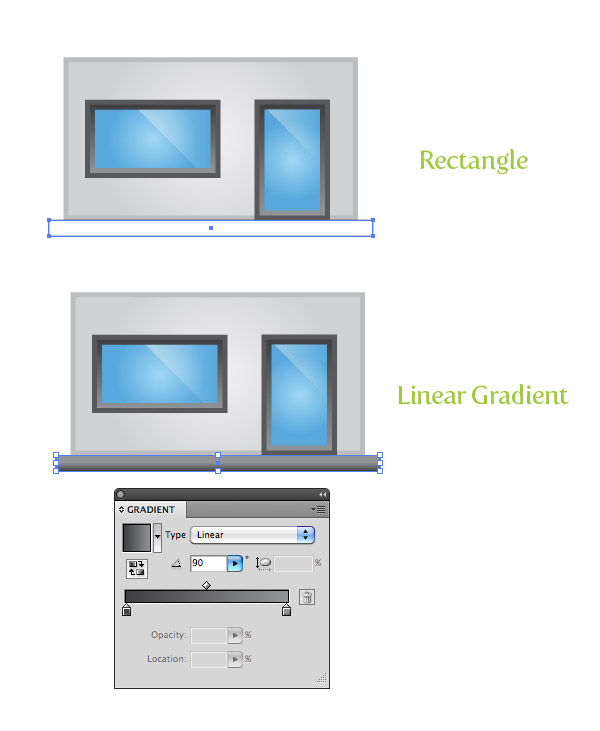 Rectangle
Linear Gradient
GRADIENT
Type Linear
90 ° %
Opacity: %
Location: %